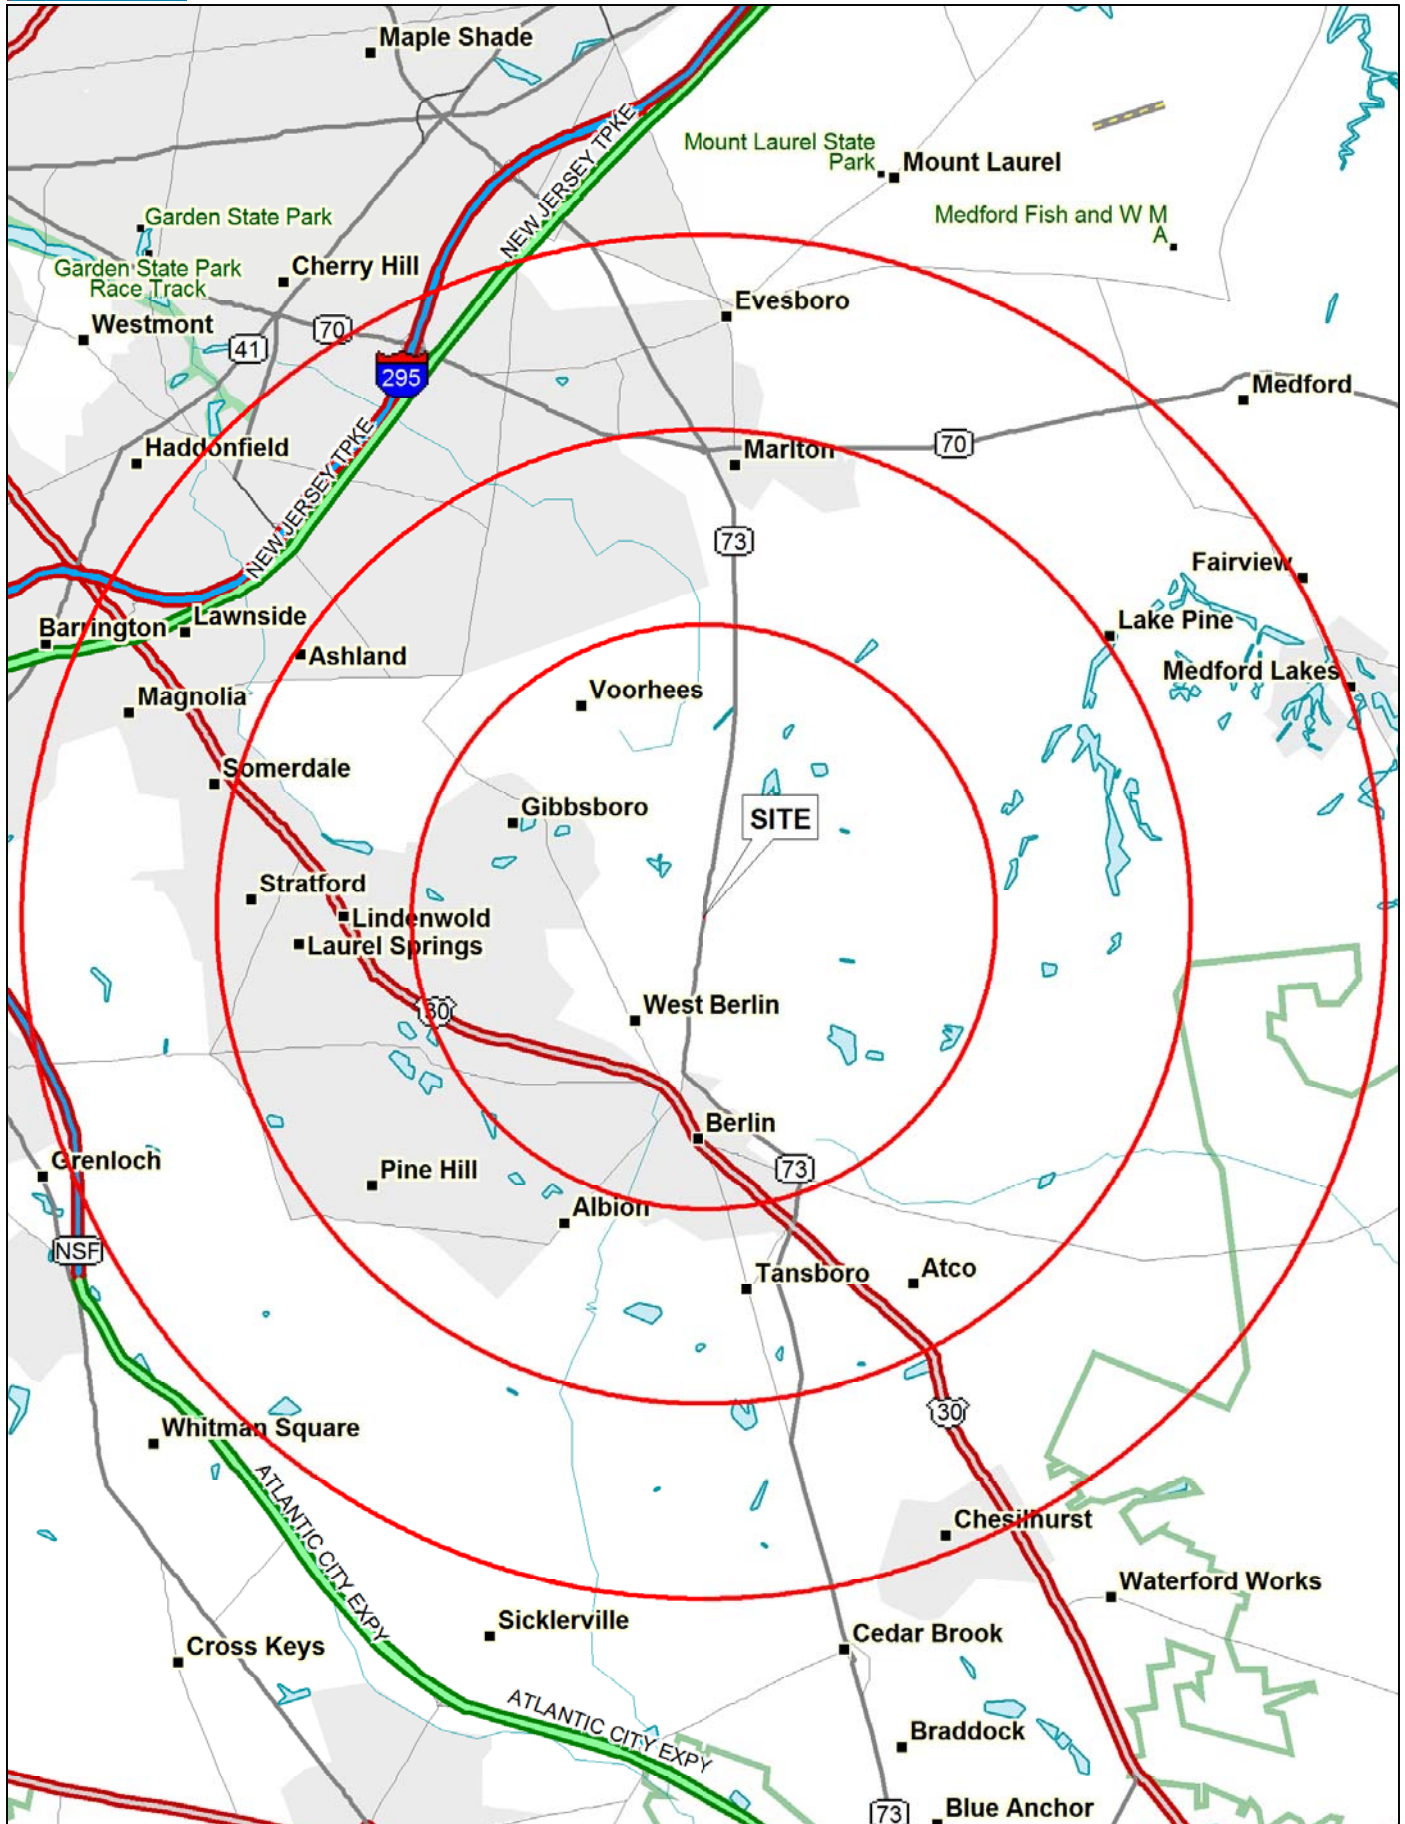 Maple Shade
NEW JERSEY TPKE
Mount Laurel State
Park
Mount Laurel
Medford Fish and W M
A
Garden State Park
Garden State Park
Race Track
Cherry Hill
Evesboro
Westmont
70
41
295
Medford
Haddonfield
NEW JERSEY TPKE
Marlton
70
73
Fairview
Lawnside
Barrington
Lake Pine
Ashland
Medford Lakes
Magnolia
Voorhees
Somerdale
Gibbsboro
SITE
Stratford
Lindenwold
Laurel Springs
30
West Berlin
Berlin
73
Grenloch
Pine Hill
Albion
NSF
Tansboro
Atco
30
Whitman Square
ATLANTIC CITY EXPY
Chesilhurst
Waterford Works
Sicklerville
Cedar Brook
Cross Keys
ATLANTIC CITY EXPY
Braddock
73
Blue Anchor